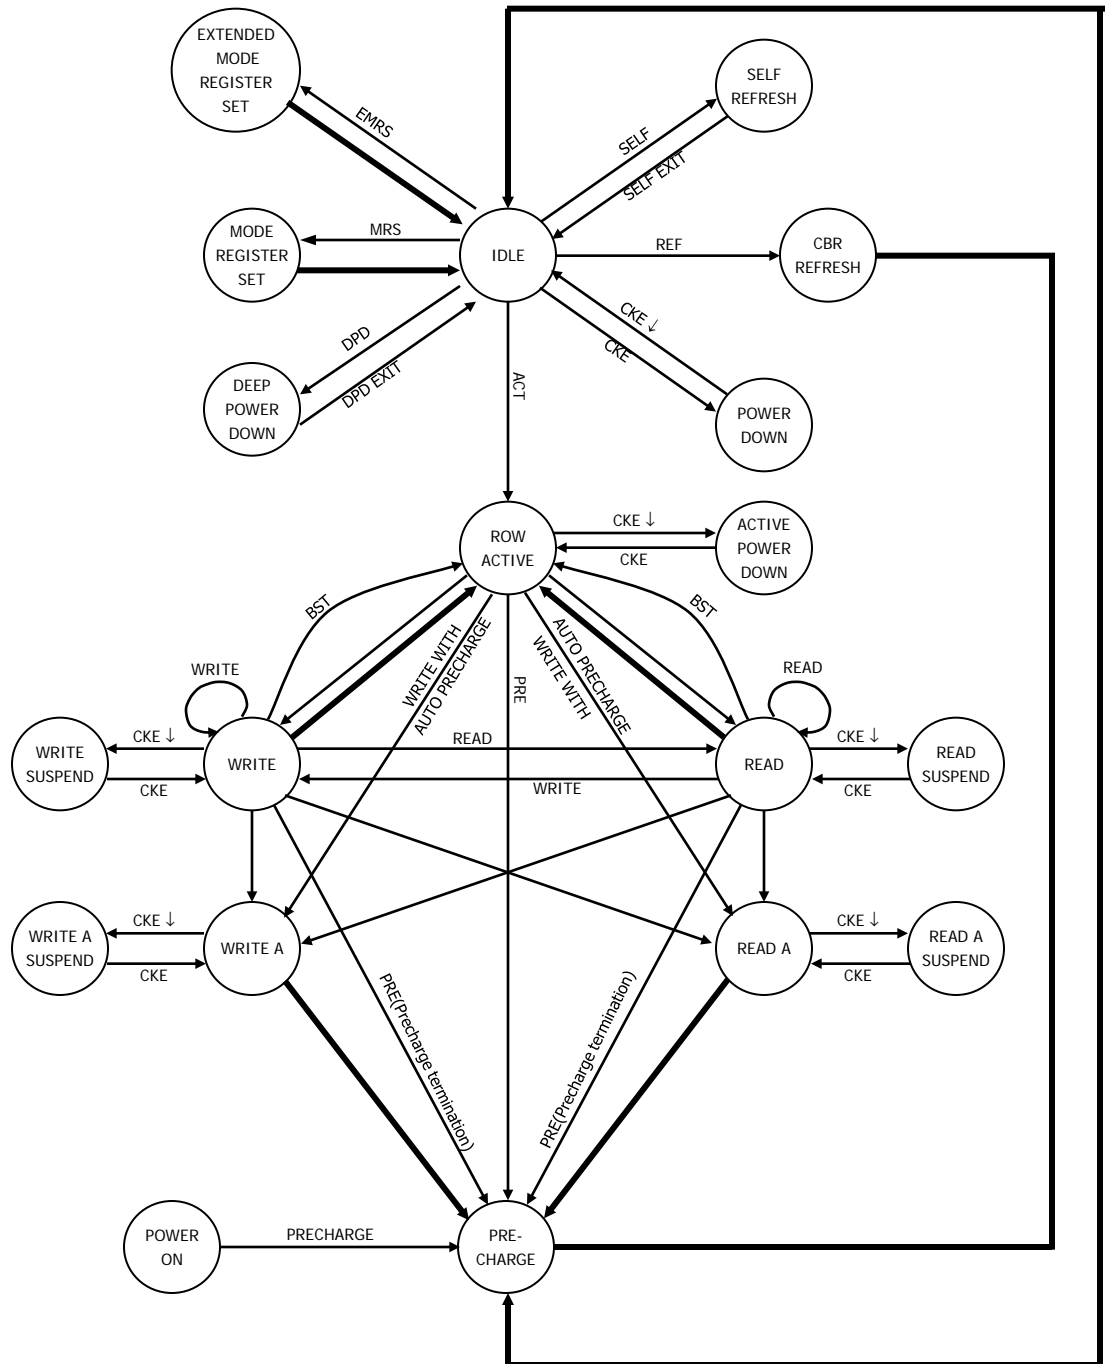 EXTENDED
MODE
REGISTER
SET
EMRS
SELF
REFRESH
SELF
SELF EXIT
MODE
REGISTER
SET
MRS
IDLE
REF
CBR
REFRESH
DPD
DPD EXIT
DEEP
POWER
DOWN
CKE ↓
CKE
POWER
DOWN
ACT
ROW
ACTIVE
CKE ↓
CKE
ACTIVE
POWER
DOWN
BST
BST
WRITE WITH
AUTO PRECHARGE
PRE
AUTO PRECHARGE
WRITE WITH
WRITE
READ
WRITE
SUSPEND
CKE ↓
CKE
WRITE
READ
WRITE
READ
CKE ↓
CKE
READ
SUSPEND
WRITE A
SUSPEND
CKE ↓
CKE
WRITE A
READ A
CKE ↓
CKE
READ A
SUSPEND
PRE(Precharge termination)
PRE(Precharge termination)
POWER
ON
PRECHARGE
PRE-
CHARGE